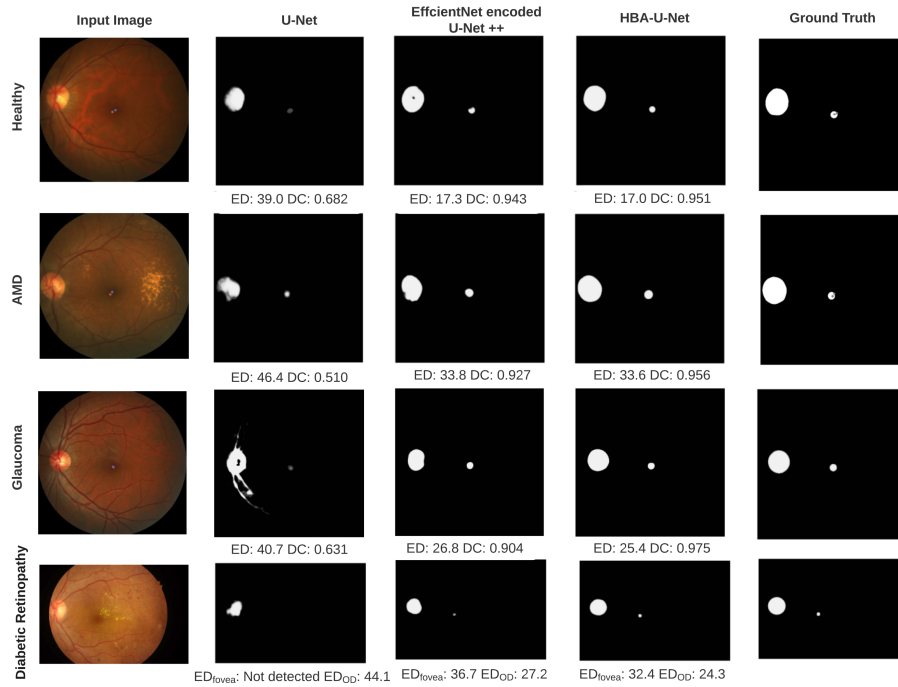 Input Image
U-Net
EffcientNet encoded
U-Net ++
HBA-U-Net
Ground Truth
Healthy
ED: 39.0 DC: 0.682
ED: 17.3 DC: 0.943
ED: 17.0 DC: 0.951
AMD
ED: 46.4 DC: 0.510
ED: 33.8 DC: 0.927
ED: 33.6 DC: 0.956
Glaucoma
ED: 40.7 DC: 0.631
ED: 26.8 DC: 0.904
ED: 25.4 DC: 0.975
Diabetic Retinopathy
EDfovea: Not detected EDOD: 44.1
EDfovea: 36.7 EDOD: 27.2
EDfovea: 32.4 EDOD: 24.3